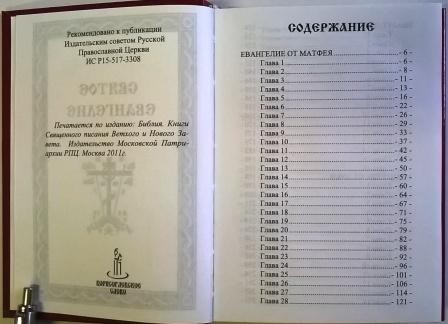 Рекомендовано к публикации
Издательским советом Русской
Православной Церкви
ИС Р15-517-3308
Печатается по изданию: Библия. Книги
Священного писания Ветхого и Нового За-
вета. Издательство Московской Патри-
архии РПЦ. Москва 2011г.
БОРИСОГЛЕБСКОЕ
СЛОВО
СОДЕРЖАНИЕ
ЕВАНГЕЛИЕ ОТ МАТФЕЯ - 6 -
Глава 1 - 6 -
Глава 2 - 8 -
Глава 3 - 11 -
Глава 4 - 13 -
Глава 5 - 16 -
Глава 6 - 22 -
Глава 7 - 26 -
Глава 8 - 29 -
Глава 9 - 33 -
Глава 10 - 37 -
Глава 11 - 42 -
Глава 12 - 45 -
Глава 13 - 50 -
Глава 14 - 57 -
Глава 15 - 60 -
Глава 16 - 64 -
Глава 17 - 67 -
Глава 18 - 71 -
Глава 19 - 75 -
Глава 20 - 79 -
Глава 21 - 82 -
Глава 22 - 88 -
Глава 23 - 92 -
Глава 24 - 96 -
Глава 25 - 101 -
Глава 26 - 106 -
Глава 27 - 114 -
Глава 28 - 121 -